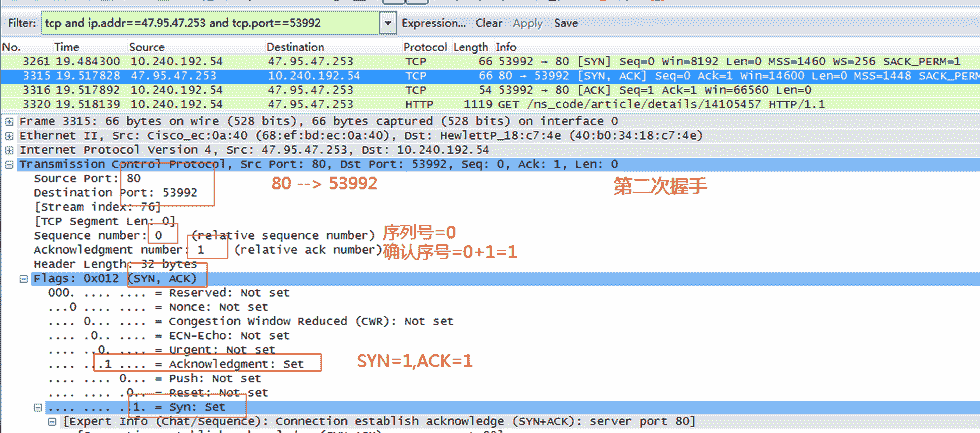 Filter: tcp and ip.addr==47.95.47.253 and tcp.port==53992 Expression... Clear Apply Save
No. Time Source Destination Protocol Length Info
3261 19.484300 10.240.192.54 47.95.47.253 TCP 66 53992 → 80 [SYN] Seq=0 Win=8192 Len=0 MSS=1460 WS=256 SACK_PERM=1
3315 19.517828 47.95.47.253 10.240.192.54 TCP 66 80 → 53992 [SYN, ACK] Seq=0 Ack=1 Win=14600 Len=0 MSS=1448 SACK_PERM
3316 19.517892 10.240.192.54 47.95.47.253 TCP 54 53992 → 80 [ACK] Seq=1 Ack=1 Win=66560 Len=0
3320 19.518139 10.240.192.54 47.95.47.253 HTTP 1119 GET /ns_code/article/details/14105457 HTTP/1.1
Frame 3315: 66 bytes on wire (528 bits), 66 bytes captured (528 bits) on interface 0
Ethernet II, Src: Cisco_ec:0a:40 (68:ef:bd:ec:0a:40), Dst: HewlettP_18:c7:4e (40:b0:34:18:c7:4e)
Internet Protocol Version 4, Src: 47.95.47.253, Dst: 10.240.192.54
Transmission Control Protocol, Src Port: 80, Dst Port: 53992, Seq: 0, Ack: 1, Len: 0
Source Port: 80
80 --> 53992 第二次握手
Destination Port: 53992
[Stream index: 76]
[TCP Segment Len: 0]
Sequence number: 0 (relative sequence number) 序列号=0
Acknowledgment number: 1 (relative ack number) 确认序号=0+1=1
Header Length: 32 bytes
Flags: 0x012 (SYN, ACK)
000. .... .... = Reserved: Not set
...0 .... .... = Nonce: Not set
.... 0... .... = Congestion Window Reduced (CWR): Not set
.... .0.. .... = ECN-Echo: Not set
.... ..0. .... = Urgent: Not set
.... ...1 .... = Acknowledgment: Set SYN=1,ACK=1
.... .... 0... = Push: Not set
.... .... .0.. = Reset: Not set
.... .... ..1. = Syn: Set
[Expert Info (Chat/Sequence): Connection establish acknowledge (SYN+ACK): server port 80]